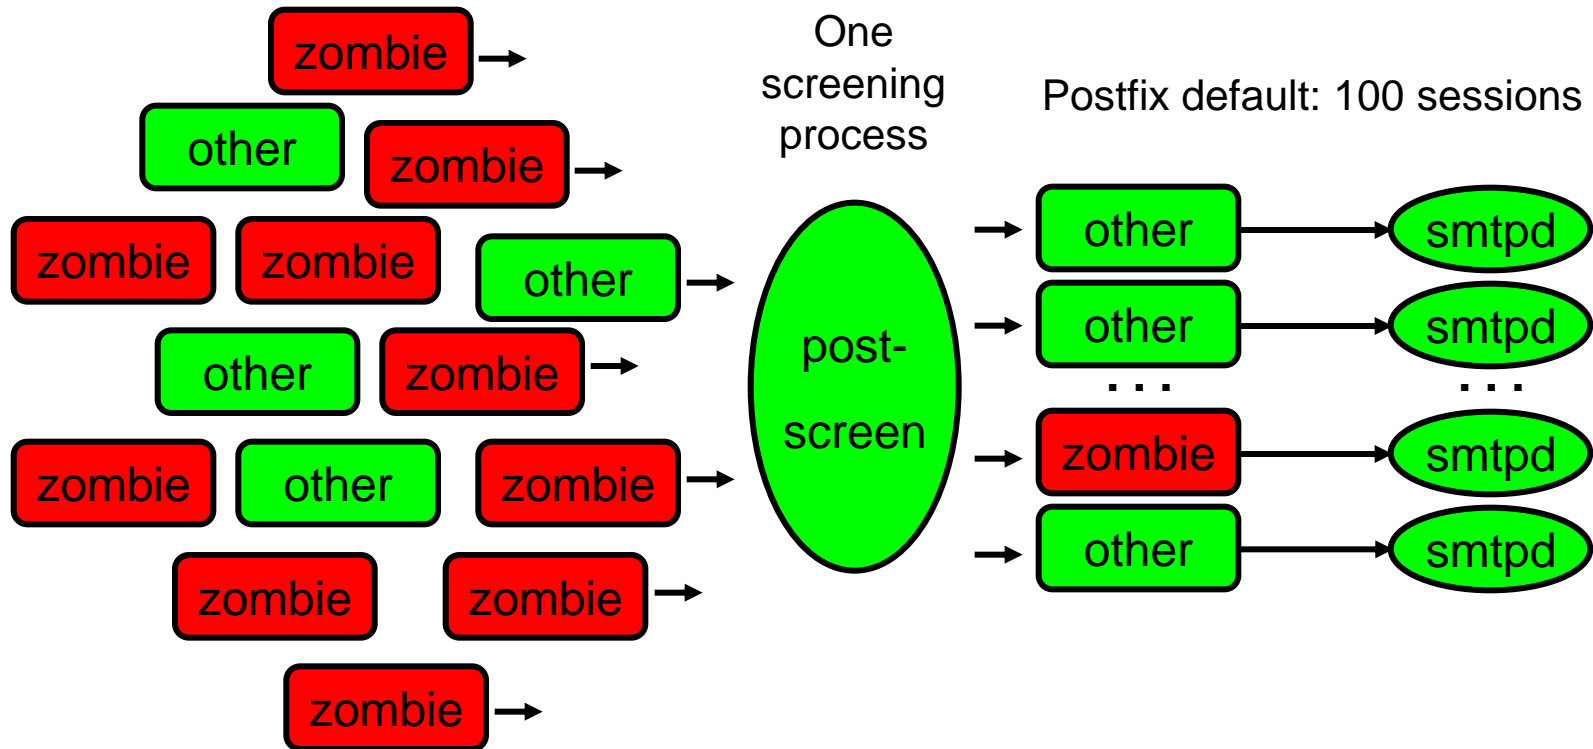 zombie
other
zombie
zombie
zombie
other
other
zombie
zombie
other
zombie
zombie
zombie
zombie
One
screening
process
post-
screen
Postfix default: 100 sessions
other
smtpd
other
smtpd
. . .
. . .
zombie
smtpd
other
smtpd